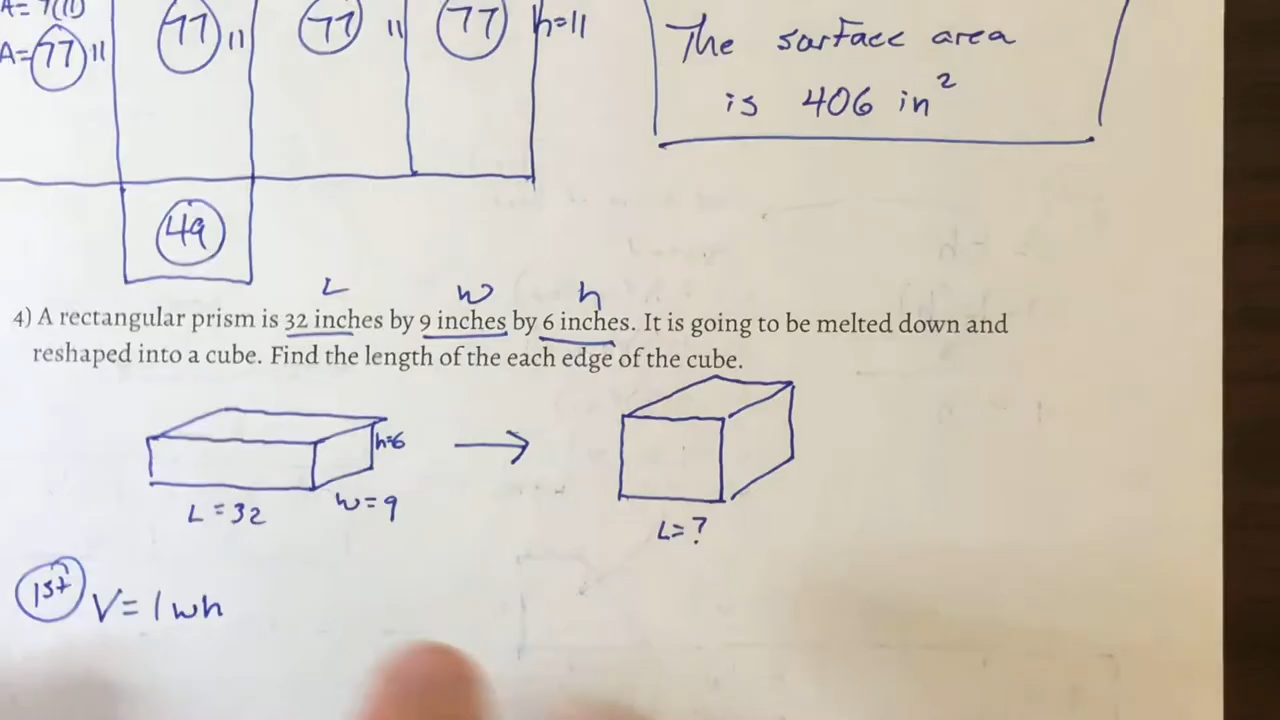 A= 7(11)
A= 77 11 77 11 77 11 77 h=11
The surface area
is 406 in²
49
L w h
4) A rectangular prism is 32 inches by 9 inches by 6 inches. It is going to be melted down and
reshaped into a cube. Find the length of the each edge of the cube.
h=6
L=32 w=9
L=?
1st V= lwh